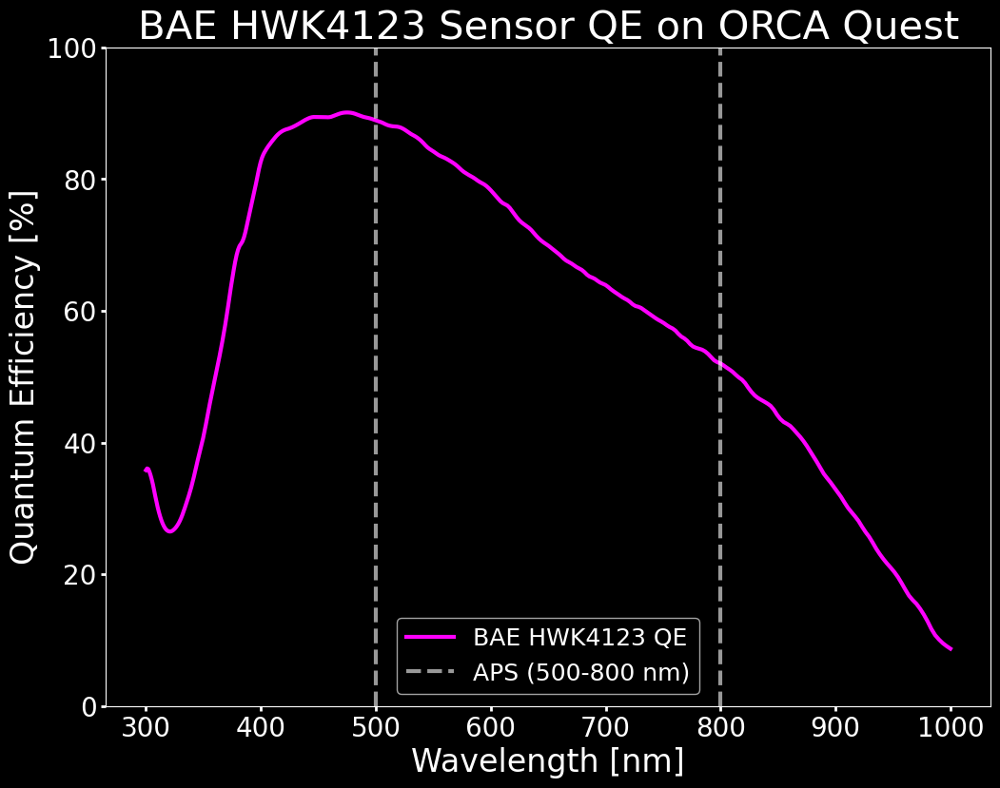 BAE HWK4123 Sensor QE on ORCA Quest
Quantum Efficiency [%]
100
80
60
40
20
0
BAE HWK4123 QE
APS (500-800 nm)
300 400 500 600 700 800 900 1000
Wavelength [nm]